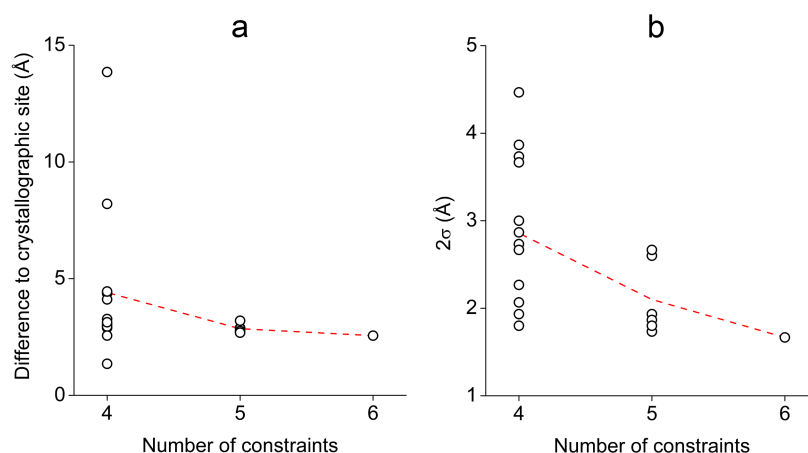 a
15
10
5
0
Difference to crystallographic site (Å)
4 5 6
Number of constraints
b
5
4
3
2
1
2σ (Å)
4 5 6
Number of constraints